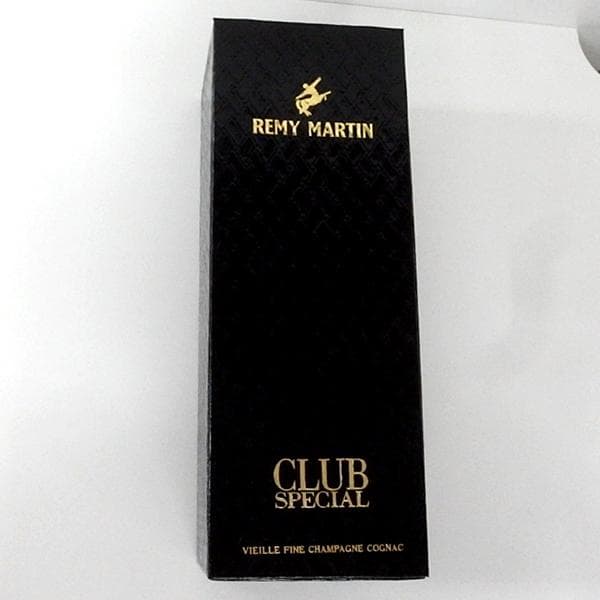 REMY MARTIN
CLUB
SPECIAL
VIEILLE FINE CHAMPAGNE COGNAC